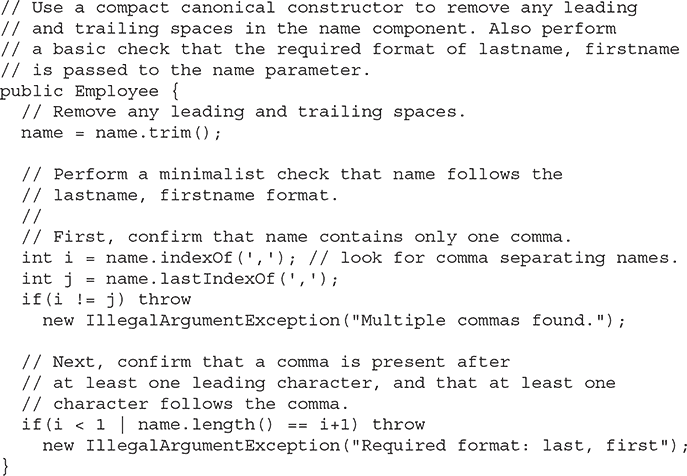 // Use a compact canonical constructor to remove any leading
// and trailing spaces in the name component. Also perform
// a basic check that the required format of lastname, firstname
// is passed to the name parameter.
public Employee {
  // Remove any leading and trailing spaces.
  name = name.trim();

  // Perform a minimalist check that name follows the
  // lastname, firstname format.
  //
  // First, confirm that name contains only one comma.
  int i = name.indexOf(','); // look for comma separating names.
  int j = name.lastIndexOf(',');
  if(i != j) throw
    new IllegalArgumentException("Multiple commas found.");

  // Next, confirm that a comma is present after
  // at least one leading character, and that at least one
  // character follows the comma.
  if(i < 1 | name.length() == i+1) throw
    new IllegalArgumentException("Required format: last, first");
}